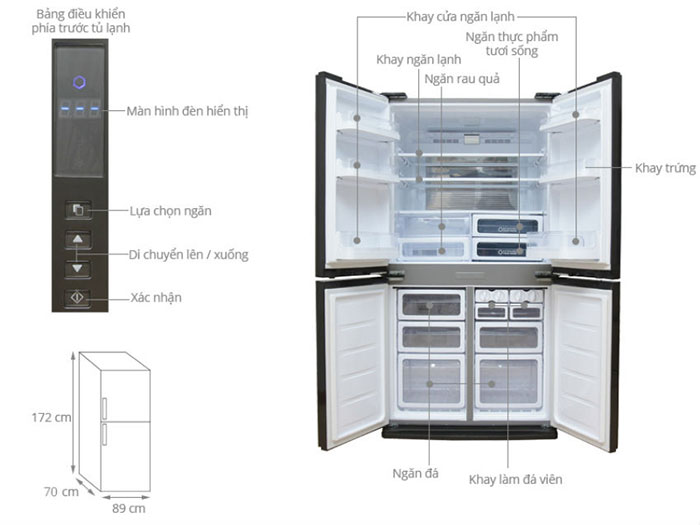 Bảng điều khiển
phía trước tủ lạnh
Màn hình đèn hiển thị
Lựa chọn ngăn
Di chuyển lên / xuống
Xác nhận
172 cm
70 cm
89 cm
Khay cửa ngăn lạnh
Ngăn thực phẩm
tươi sống
Khay ngăn lạnh
Ngăn rau quả
Khay trứng
Ngăn đá
Khay làm đá viên